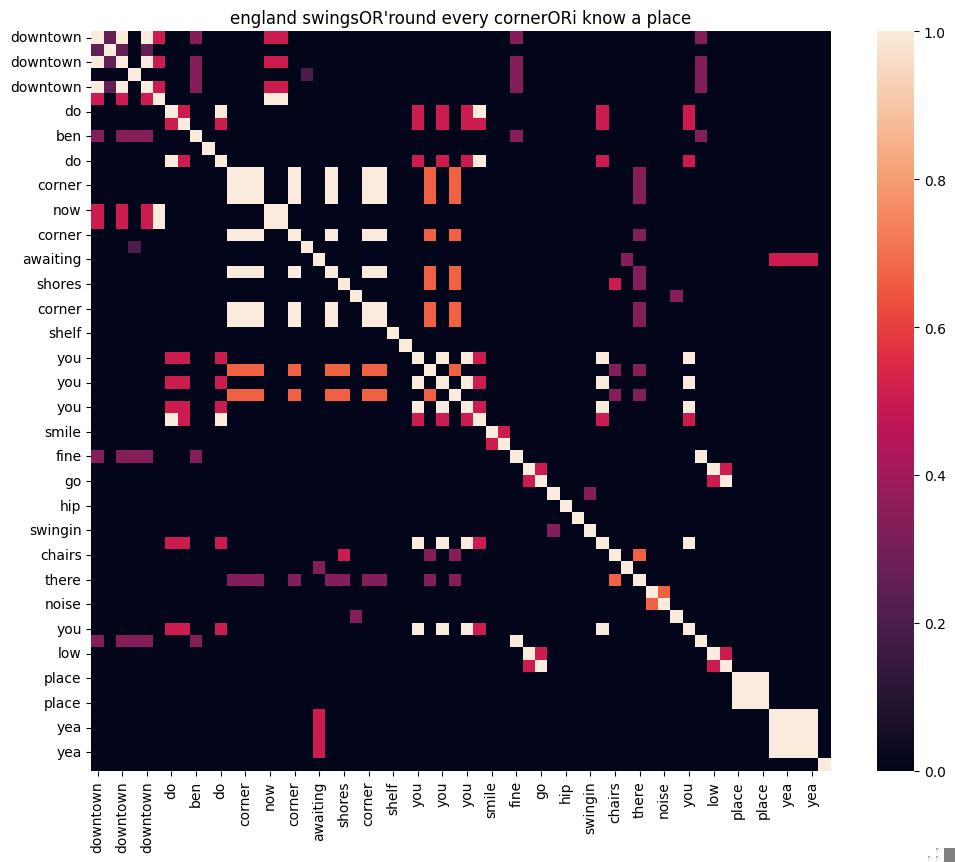 england swingsOR'round every cornerORi know a place
downtown
downtown
downtown
do
ben
do
corner
now
corner
awaiting
shores
corner
shelf
you
you
you
smile
fine
go
hip
swingin
chairs
there
noise
you
low
place
place
yea
yea
1.0
0.8
0.6
0.4
0.2
0.0
downtown
downtown
downtown
do
ben
do
corner
now
corner
awaiting
shores
corner
shelf
you
you
you
smile
fine
go
hip
swingin
chairs
there
noise
you
low
place
place
yea
yea